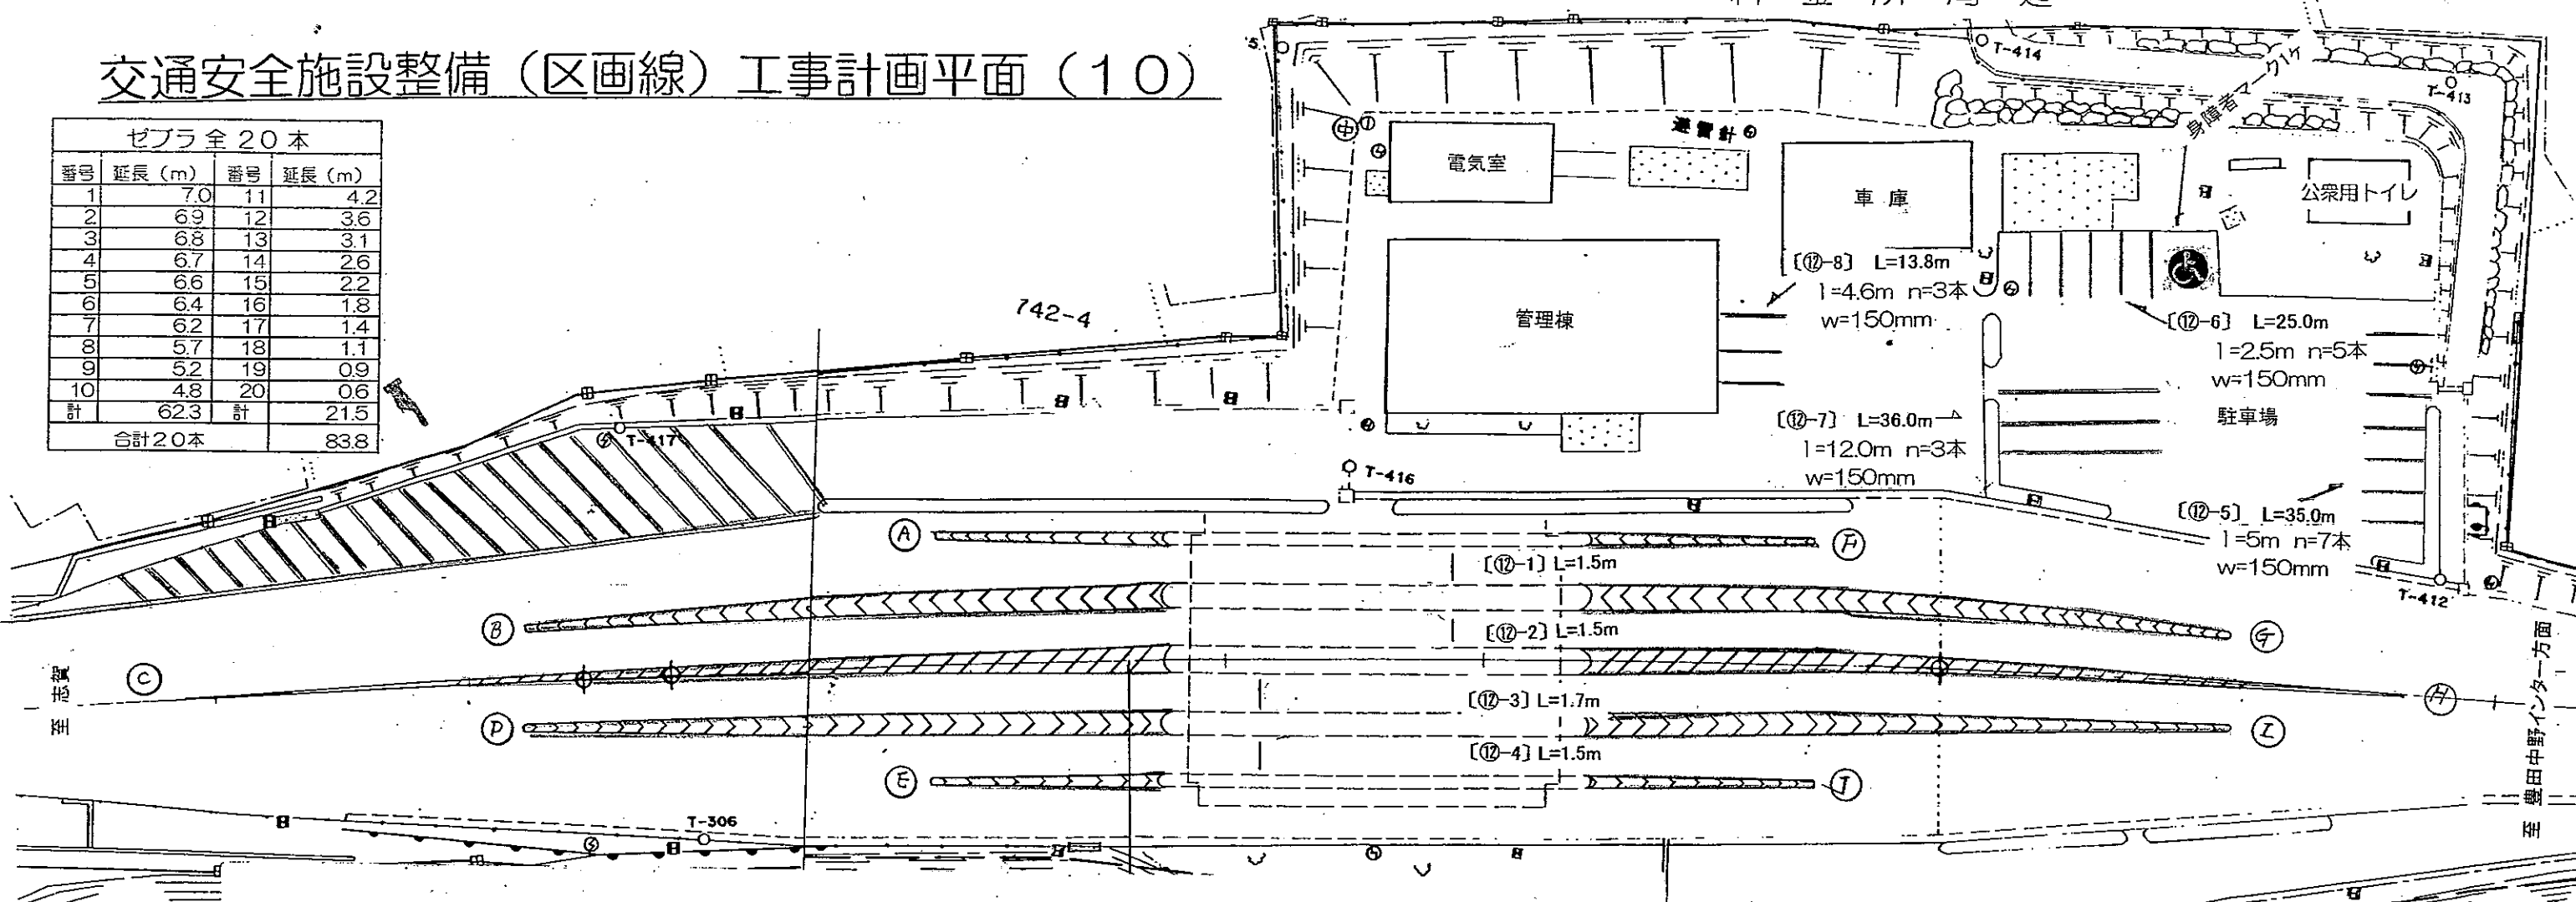 交通安全施設整備（区画線）工事計画平面（１０）
ゼブラ全２０本
番号 延長（m） 番号 延長（m）
1 7.0 11 4.2
2 6.9 12 3.6
3 6.8 13 3.1
4 6.7 14 2.6
5 6.6 15 2.2
6 6.4 16 1.8
7 6.2 17 1.4
8 5.7 18 1.1
9 5.2 19 0.9
10 4.8 20 0.6
計 62.3 計 21.5
合計２０本 83.8
742-4
T-417
T-416
T-414
T-413
T-412
T-306
中
電気室
避雷針
車庫
管理棟
身障者マーク1ヶ
公衆用トイレ
駐車場
〔⑫-8〕 L=13.8m
l=4.6m n=3本
w=150mm
〔⑫-6〕 L=25.0m
l=2.5m n=5本
w=150mm
〔⑫-7〕 L=36.0m
l=12.0m n=3本
w=150mm
〔⑫-5〕 L=35.0m
l=5m n=7本
w=150mm
〔⑫-1〕 L=1.5m
〔⑫-2〕 L=1.5m
〔⑫-3〕 L=1.7m
〔⑫-4〕 L=1.5m
A
B
C
D
E
F
G
H
I
J
至 志賀
至 豊田中野インター方面